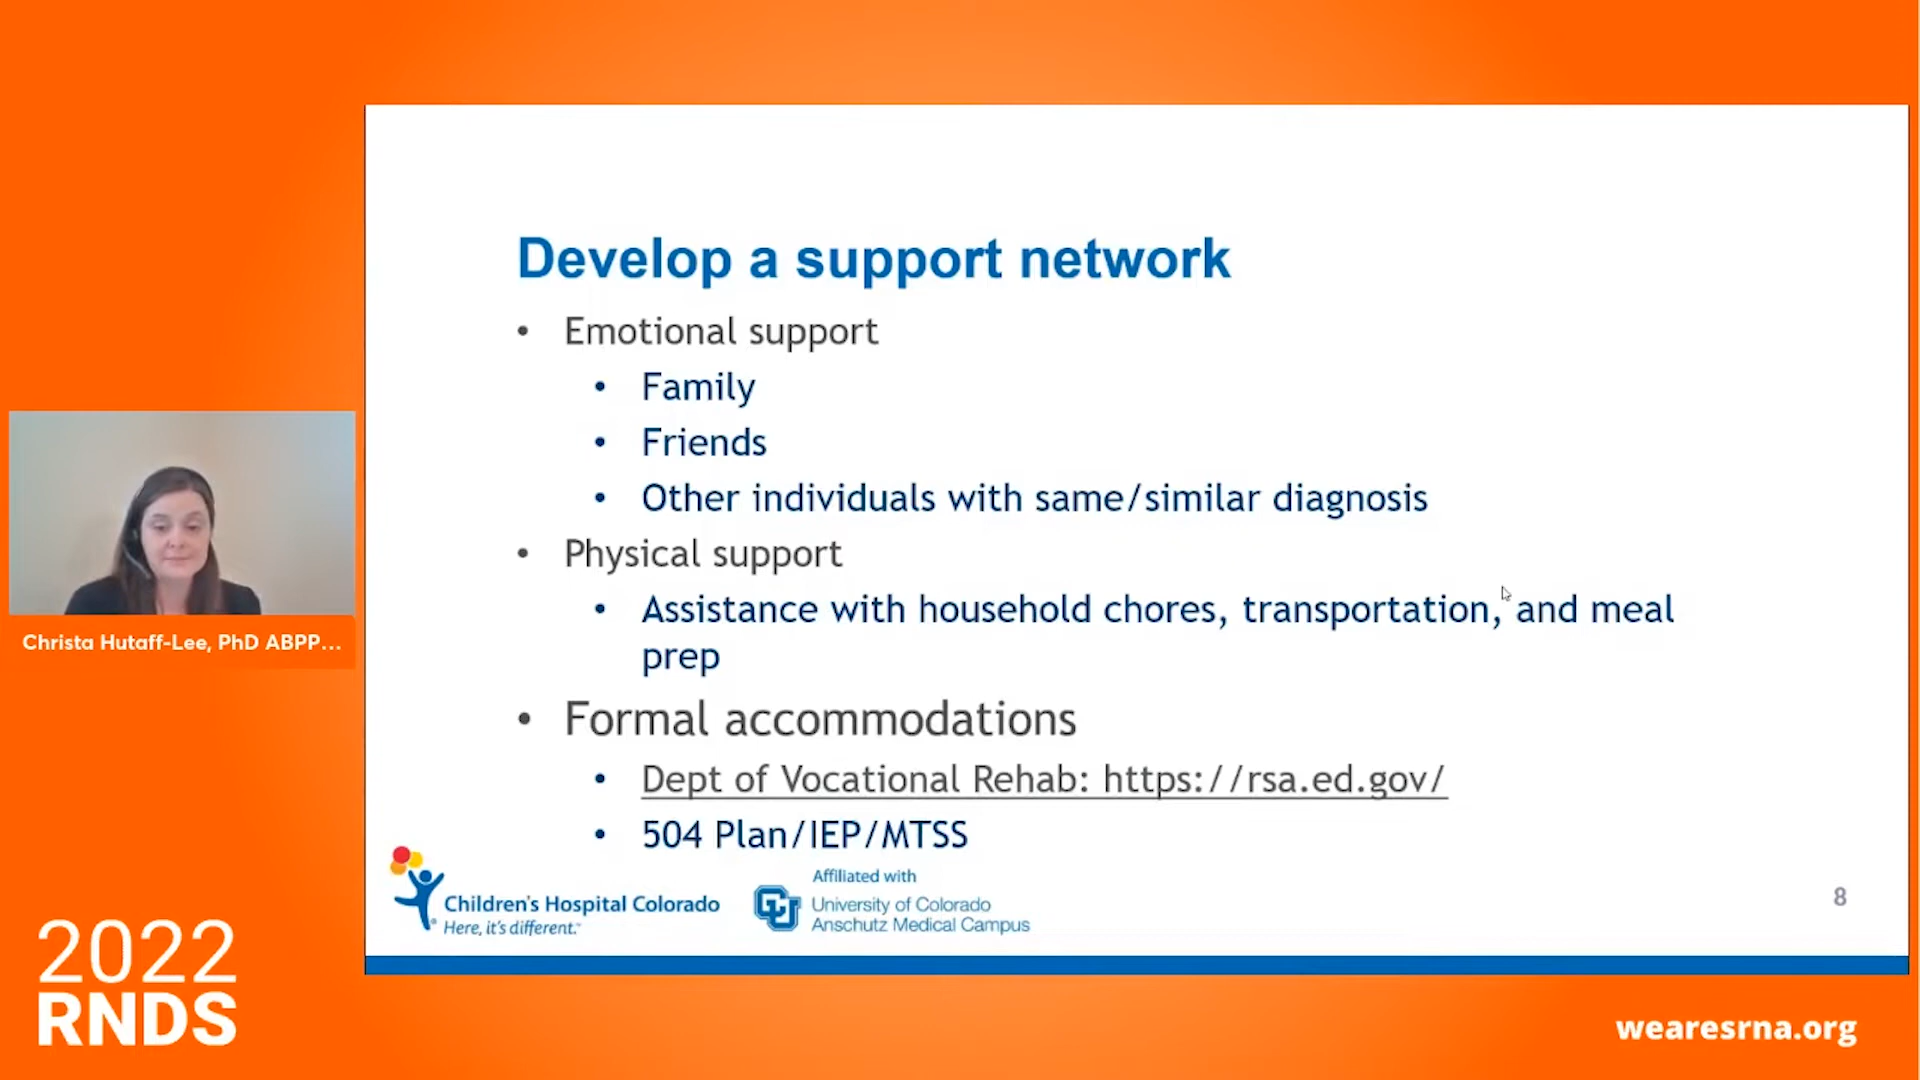 Develop a support network
• Emotional support
• Family
• Friends
• Other individuals with same/similar diagnosis
• Physical support
• Assistance with household chores, transportation, and meal
prep
• Formal accommodations
• Dept of Vocational Rehab: https://rsa.ed.gov/
• 504 Plan/IEP/MTSS
Children's Hospital Colorado
Here, it's different.™
Affiliated with
University of Colorado
Anschutz Medical Campus
8
Christa Hutaff-Lee, PhD ABPP...
2022
RNDS
wearesrna.org